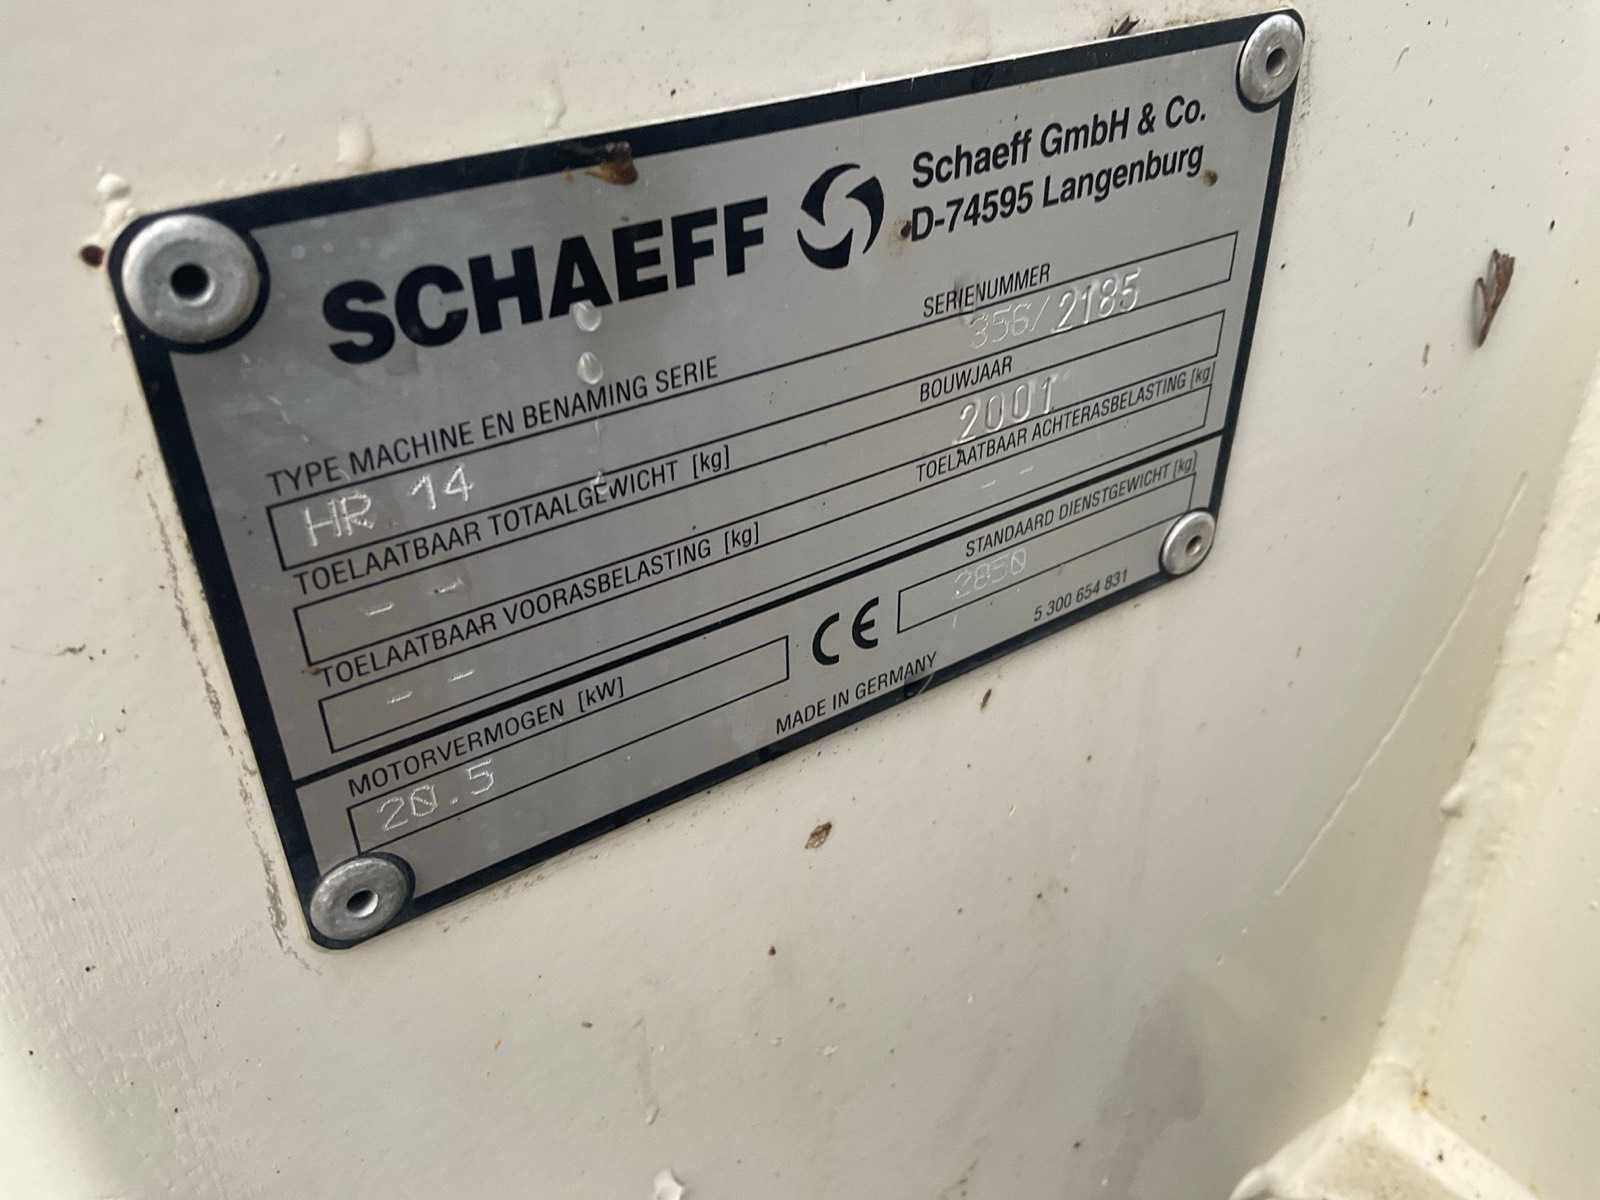 SCHAEFF
Schaeff GmbH & Co.
D-74595 Langenburg
TYPE MACHINE EN BENAMING SERIE
HR 14
SERIENUMMER
356/2185
TOELAATBAAR TOTAALGEWICHT [kg]
- -
BOUWJAAR
2001
TOELAATBAAR VOORASBELASTING [kg]
- -
TOELAATBAAR ACHTERASBELASTING [kg]
- -
MOTORVERMOGEN [kW]
20.5
CE
STANDAARD DIENSTGEWICHT [kg]
2850
MADE IN GERMANY
5 300 654 831